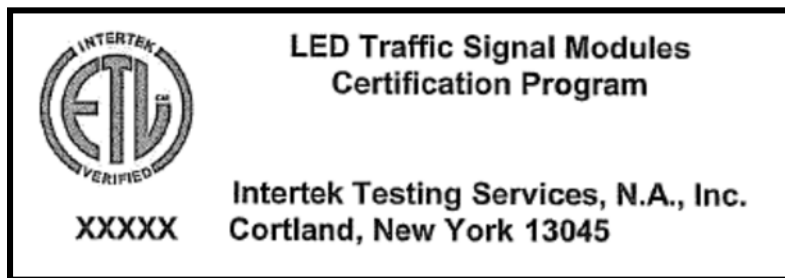 INTERTEK
ETL
VERIFIED
XXXXX
LED Traffic Signal Modules
Certification Program
Intertek Testing Services, N.A., Inc.
Cortland, New York 13045